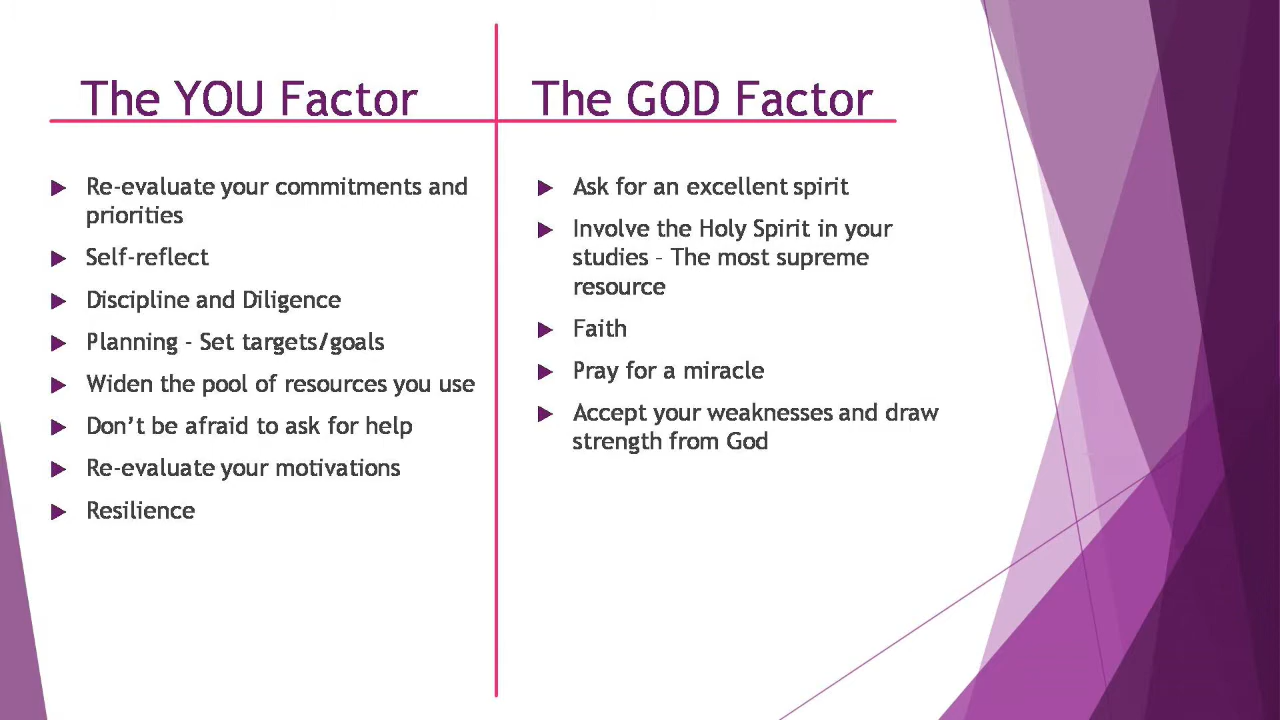 The YOU Factor
Re-evaluate your commitments and
priorities
Self-reflect
Discipline and Diligence
Planning - Set targets/goals
Widen the pool of resources you use
Don’t be afraid to ask for help
Re-evaluate your motivations
Resilience
The GOD Factor
Ask for an excellent spirit
Involve the Holy Spirit in your
studies – The most supreme
resource
Faith
Pray for a miracle
Accept your weaknesses and draw
strength from God